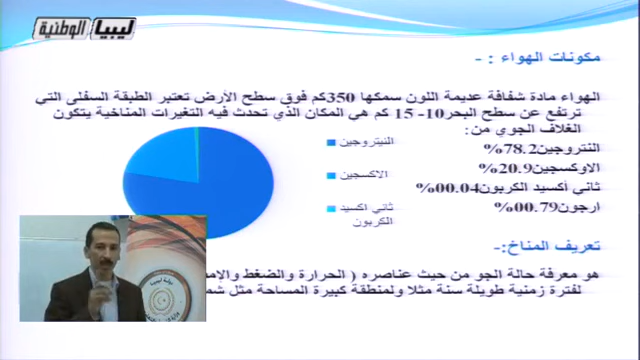 ليبيا الوطنية
مكونات الهواء : -
الهواء مادة شفافة عديمة اللون سمكها 350كم فوق سطح الأرض تعتبر الطبقة السفلى التي
ترتفع عن سطح البحر10- 15 كم هي المكان الذي تحدث فيه التغيرات المناخية يتكون
الغلاف الجوي من:
النتروجين78.2%
الاوكسجين20.9%
ثاني أكسيد الكربون00.04%
ارجون00.79%
النيتروجين
الاكسجين
ثاني اكسيد
الكربون
تعريف المناخ:-
هو معرفة حالة الجو من حيث عناصره ( الحرارة والضغط
لفترة زمنية طويلة سنة مثلا ولمنطقة كبيرة المساحة مثل